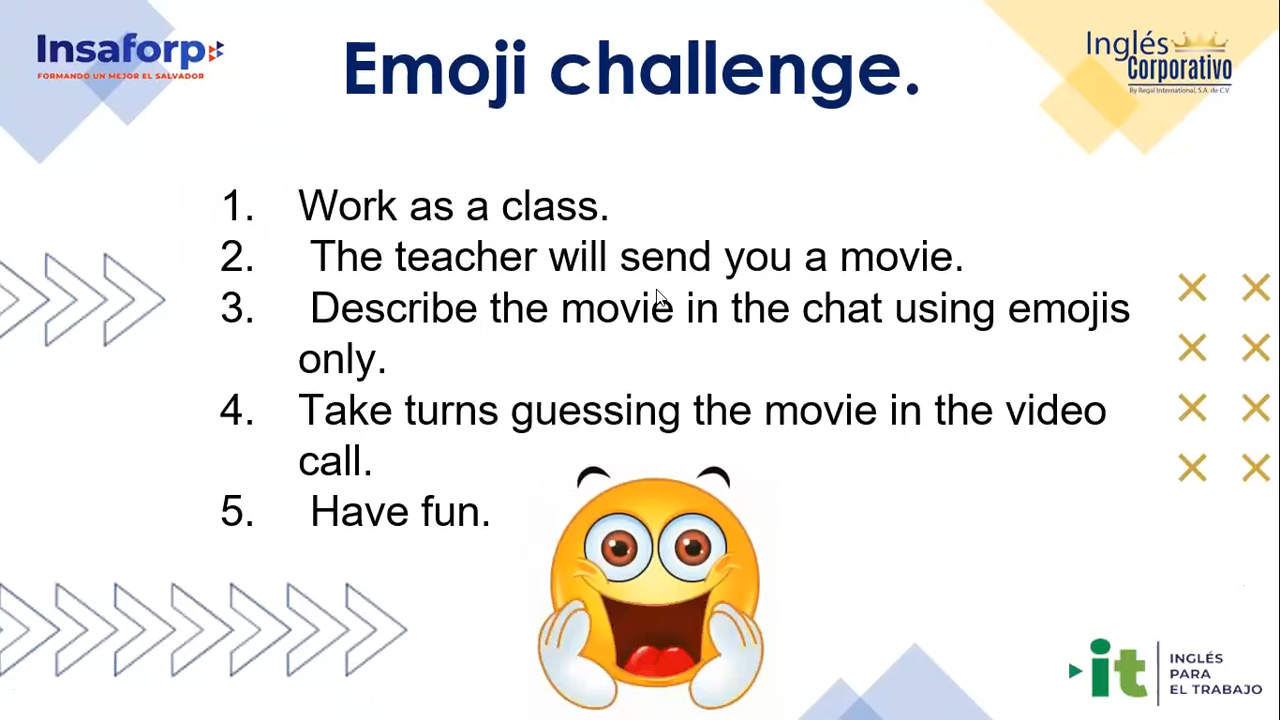 Insaforp
FORMANDO UN MEJOR EL SALVADOR
Emoji challenge.
Inglés
Corporativo
By Regal International, S.A. de C.V.
1. Work as a class.
2. The teacher will send you a movie.
3. Describe the movie in the chat using emojis
only.
4. Take turns guessing the movie in the video
call.
5. Have fun.
it
INGLÉS
PARA
EL TRABAJO